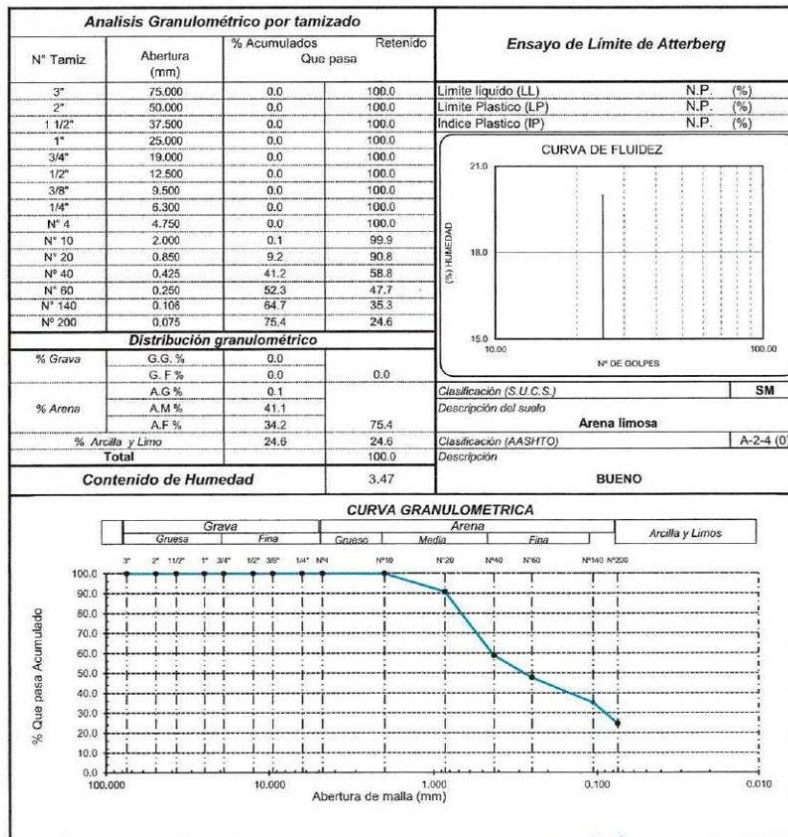 Analisis Granulométrico por tamizado
N° Tamiz Abertura (mm) % Acumulados Retenido
Que pasa
3" 75.000 0.0 100.0
2" 50.000 0.0 100.0
1 1/2" 37.500 0.0 100.0
1" 25.000 0.0 100.0
3/4" 19.000 0.0 100.0
1/2" 12.500 0.0 100.0
3/8" 9.500 0.0 100.0
1/4" 6.300 0.0 100.0
N° 4 4.750 0.0 100.0
N° 10 2.000 0.1 99.9
N° 20 0.850 9.2 90.8
Nº 40 0.425 41.2 58.8
N° 60 0.250 52.3 47.7
N° 140 0.106 64.7 35.3
Nº 200 0.075 75.4 24.6
Distribución granulométrico
% Grava G.G. % 0.0
G. F % 0.0 0.0
A.G % 0.1
% Arena A.M % 41.1
A.F % 34.2 75.4
% Arcilla y Limo 24.6 24.6
Total 100.0
Contenido de Humedad 3.47
Ensayo de Límite de Atterberg
Limite liquido (LL) N.P. (%)
Limite Plastico (LP) N.P. (%)
Indice Plastico (IP) N.P. (%)
CURVA DE FLUIDEZ
21.0
(%) HUMEDAD
18.0
15.0
10.00 100.00
Nº DE GOLPES
Clasificación (S.U.C.S.) SM
Descripción del suelo
Arena limosa
Clasificación (AASHTO) A-2-4 (0)
Descripción
BUENO
CURVA GRANULOMETRICA
Grava Arena Arcilla y Limos
Gruesa Fina Grueso Media Fina
3" 2" 11/2" 1" 3/4" 1/2" 3/8" 1/4" Nº4 Nº10 N°20 N°40 N°60 Nº140 Nº200
% Que pasa Acumulado
100.0
90.0
80.0
70.0
60.0
50.0
40.0
30.0
20.0
10.0
0.0
100.000 10.000 1.000 0.100 0.010
Abertura de malla (mm)